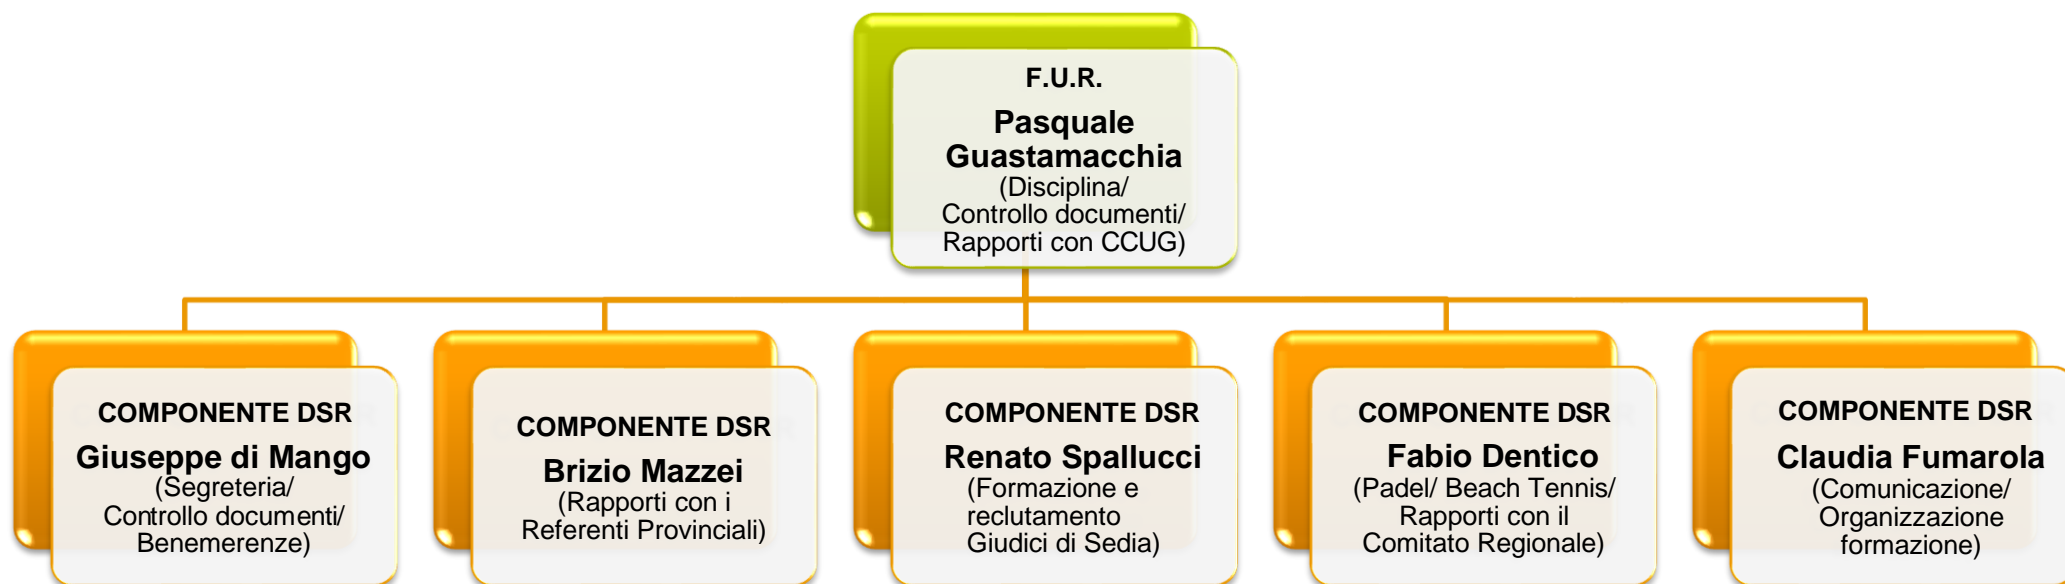 F.U.R.
Pasquale
Guastamacchia
(Disciplina/
Controllo documenti/
Rapporti con CCUG)
COMPONENTE DSR
Giuseppe di Mango
(Segreteria/
Controllo documenti/
Benemerenze)
COMPONENTE DSR
Brizio Mazzei
(Rapporti con i
Referenti Provinciali)
COMPONENTE DSR
Renato Spallucci
(Formazione e
reclutamento
Giudici di Sedia)
COMPONENTE DSR
Fabio Dentico
(Padel/ Beach Tennis/
Rapporti con il
Comitato Regionale)
COMPONENTE DSR
Claudia Fumarola
(Comunicazione/
Organizzazione
formazione)